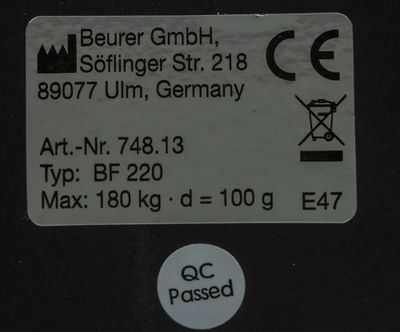 Beurer GmbH,
Söflinger Str. 218
89077 Ulm, Germany
CE
Art.-Nr. 748.13
Typ: BF 220
Max: 180 kg · d = 100 g
E47
QC
Passed